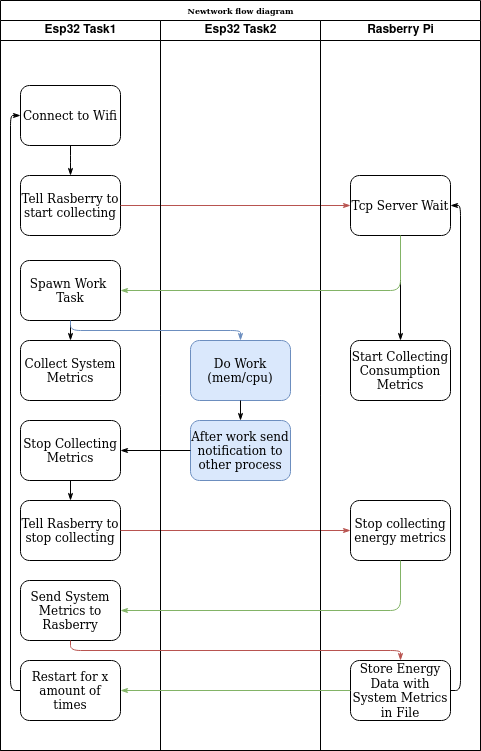 Newtwork flow diagram
Esp32 Task1
Esp32 Task2
Rasberry Pi
Connect to Wifi
Tell Rasberry to
start collecting
Tcp Server Wait
Spawn Work
Task
Collect System
Metrics
Do Work
(mem/cpu)
Start Collecting
Consumption
Metrics
Stop Collecting
Metrics
After work send
notification to
other process
Tell Rasberry to
stop collecting
Stop collecting
energy metrics
Send System
Metrics to
Rasberry
Restart for x
amount of
times
Store Energy
Data with
System Metrics
in File